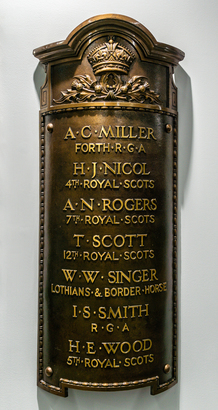 A·C·MILLER
FORTH·R·G·A
H·J·NICOL
4TH·ROYAL·SCOTS
A·N·ROGERS
7TH·ROYAL·SCOTS
T·SCOTT
12TH·ROYAL·SCOTS
W·W·SINGER
LOTHIANS·&·BORDER·HORSE
I·S·SMITH
R·G·A
H·E·WOOD
5TH·ROYAL·SCOTS